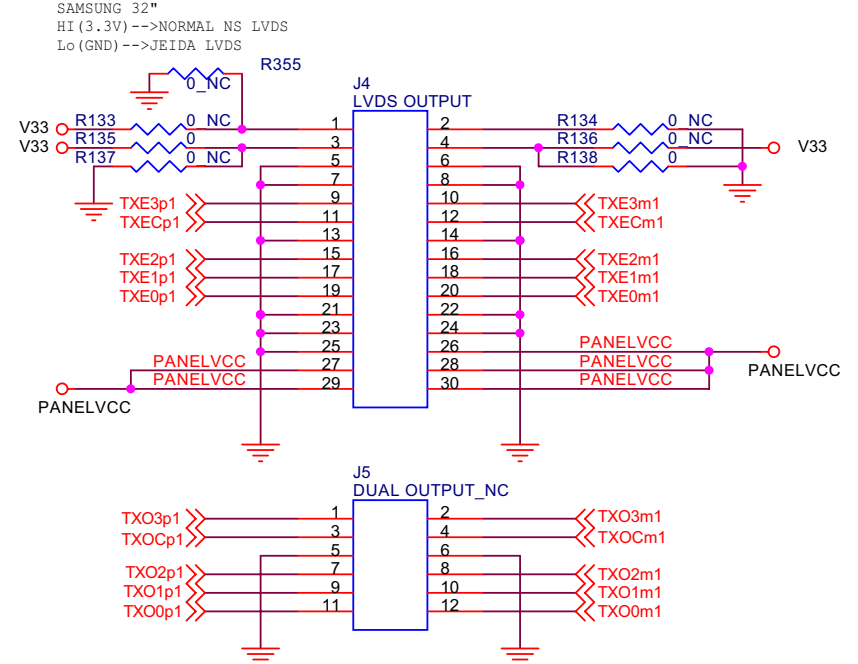 SAMSUNG 32"
HI(3.3V)-->NORMAL NS LVDS
Lo(GND)-->JEIDA LVDS
R355
0_NC
J4
LVDS OUTPUT
V33 R133 0_NC 1 2 R134 0_NC
V33 R135 0 3 4 R136 0_NC V33
R137 0_NC 5 6 R138 0
7 8
TXE3p1 9 10 TXE3m1
TXECp1 11 12 TXECm1
13 14
TXE2p1 15 16 TXE2m1
TXE1p1 17 18 TXE1m1
TXE0p1 19 20 TXE0m1
21 22
23 24
25 26 PANELVCC
PANELVCC 27 28 PANELVCC PANELVCC
PANELVCC 29 30 PANELVCC
PANELVCC
J5
DUAL OUTPUT_NC
TXO3p1 1 2 TXO3m1
TXOCp1 3 4 TXOCm1
5 6
TXO2p1 7 8 TXO2m1
TXO1p1 9 10 TXO1m1
TXO0p1 11 12 TXO0m1